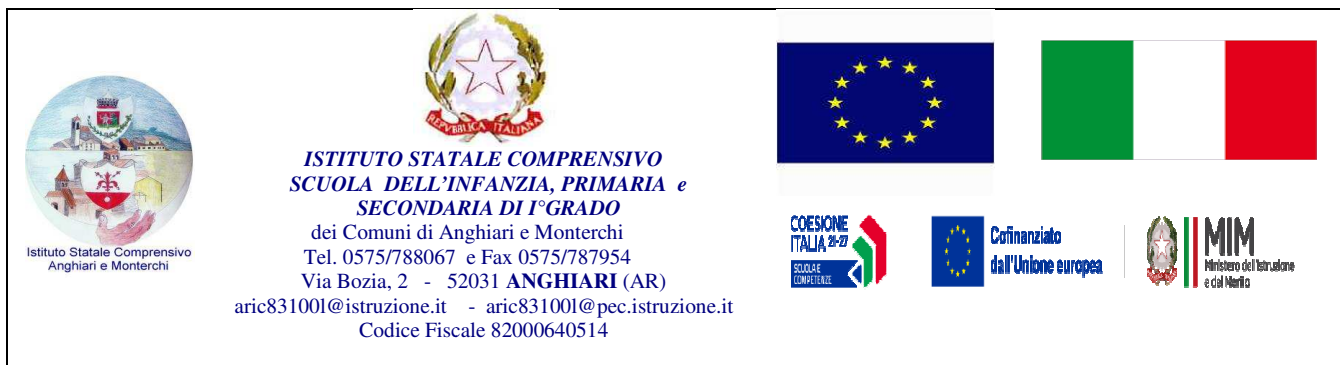 Istituto Statale Comprensivo
Anghiari e Monterchi
REPVBBLICA ITALIANA
ISTITUTO STATALE COMPRENSIVO
SCUOLA DELL'INFANZIA, PRIMARIA e
SECONDARIA DI I°GRADO
dei Comuni di Anghiari e Monterchi
Tel. 0575/788067 e Fax 0575/787954
Via Bozia, 2 - 52031 ANGHIARI (AR)
aric83100l@istruzione.it - aric83100l@pec.istruzione.it
Codice Fiscale 82000640514
COESIONE
ITALIA 21-27
SCUOLA E
COMPETENZE
Cofinanziato
dall'Unione europea
MIM
Ministero dell'Istruzione
e del Merito